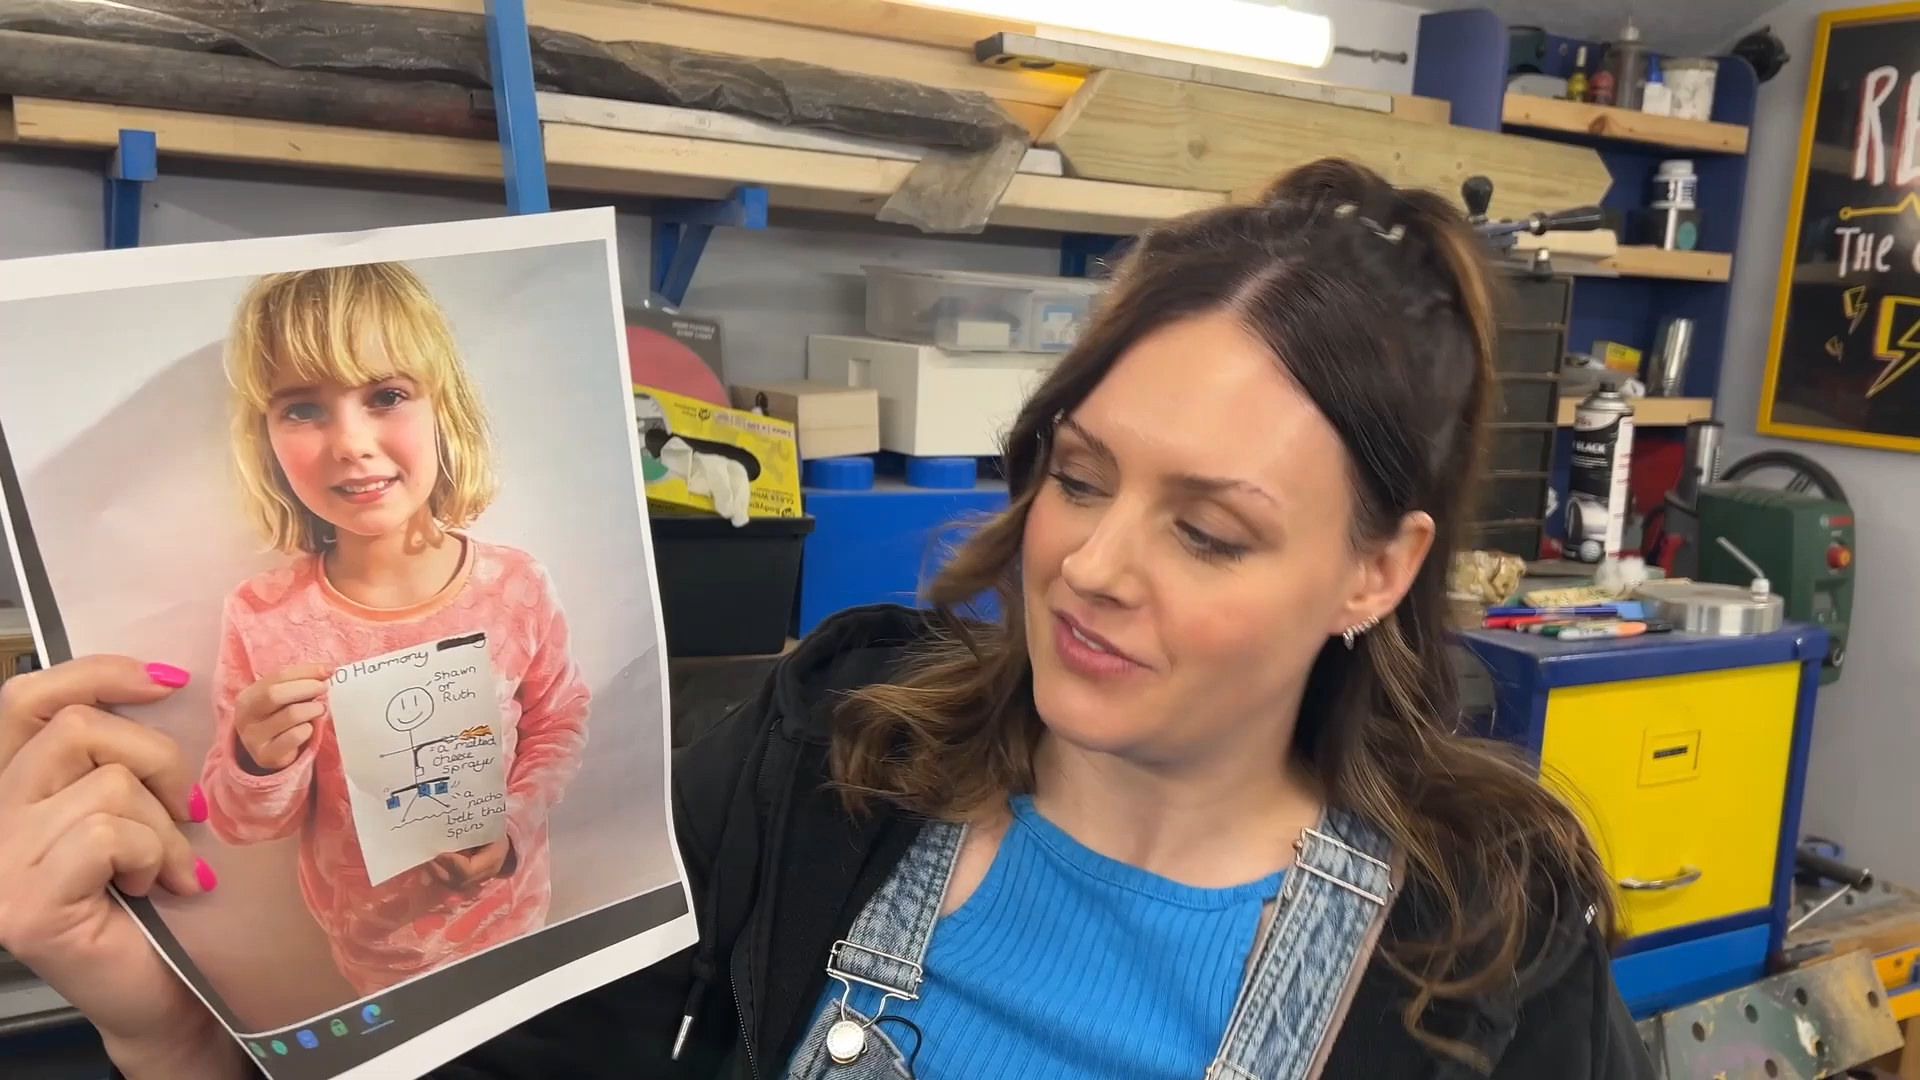 RE
THE
BLACK
10 Harmony
Shawn
or
Ruth
a melted
cheese
sprayer
a
nacho
belt that
spins